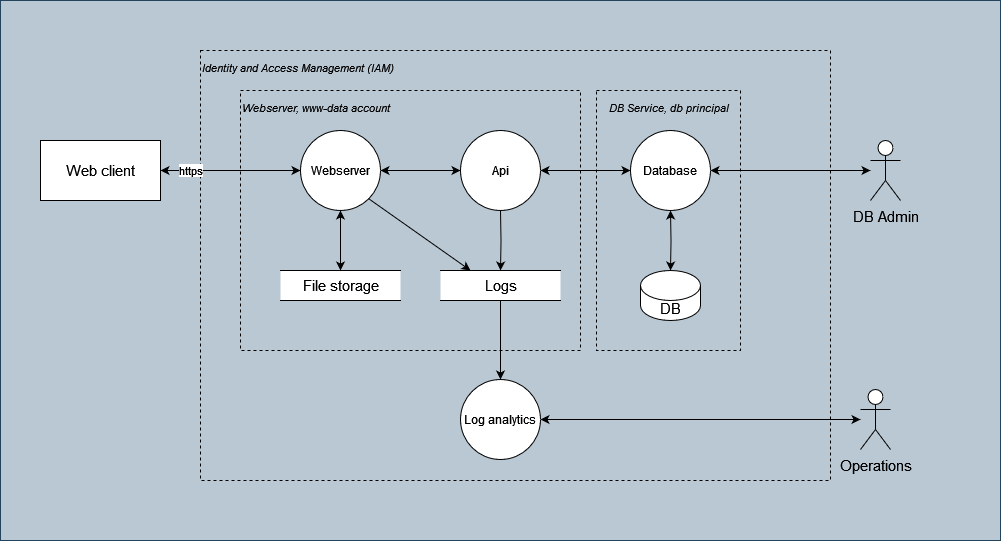 Identity and Access Management (IAM)
Webserver, www-data account
DB Service, db principal
Web client
https
Webserver
Api
Database
DB Admin
File storage
Logs
DB
Log analytics
Operations